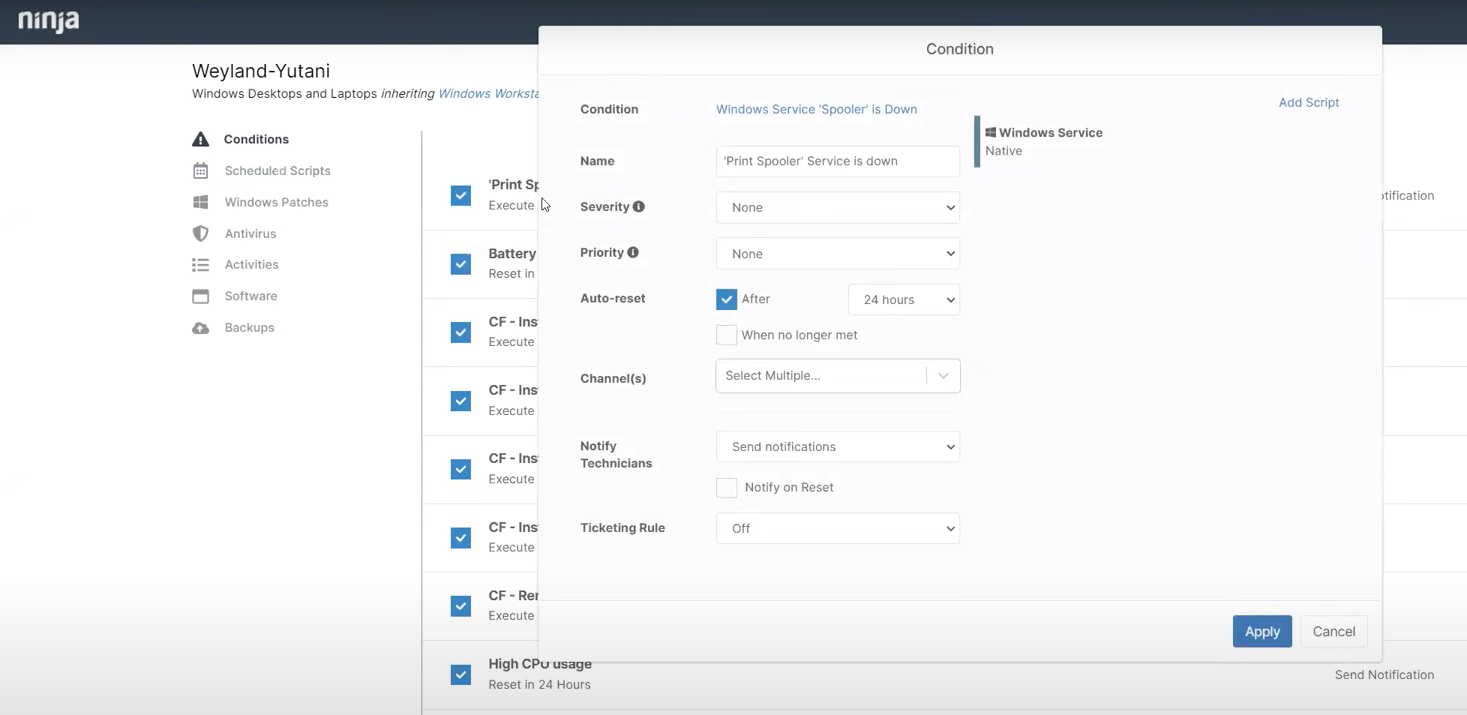 ninja
Weyland-Yutani
Windows Desktops and Laptops inheriting Windows Worksta
Conditions
Scheduled Scripts
Windows Patches
Antivirus
Activities
Software
Backups
'Print Sp
Execute
Battery
Reset in
CF - Ins
Execute
CF - Ins
Execute
CF - Ins
Execute
CF - Ins
Execute
CF - Rer
Execute
High CPU usage
Reset in 24 Hours
Condition
Condition
Windows Service 'Spooler' is Down
Name
'Print Spooler' Service is down
Severity
None
Priority
None
Auto-reset
After
24 hours
When no longer met
Channel(s)
Select Multiple...
Notify
Technicians
Send notifications
Notify on Reset
Ticketing Rule
Off
Windows Service
Native
Add Script
Apply
Cancel
otification
Send Notification